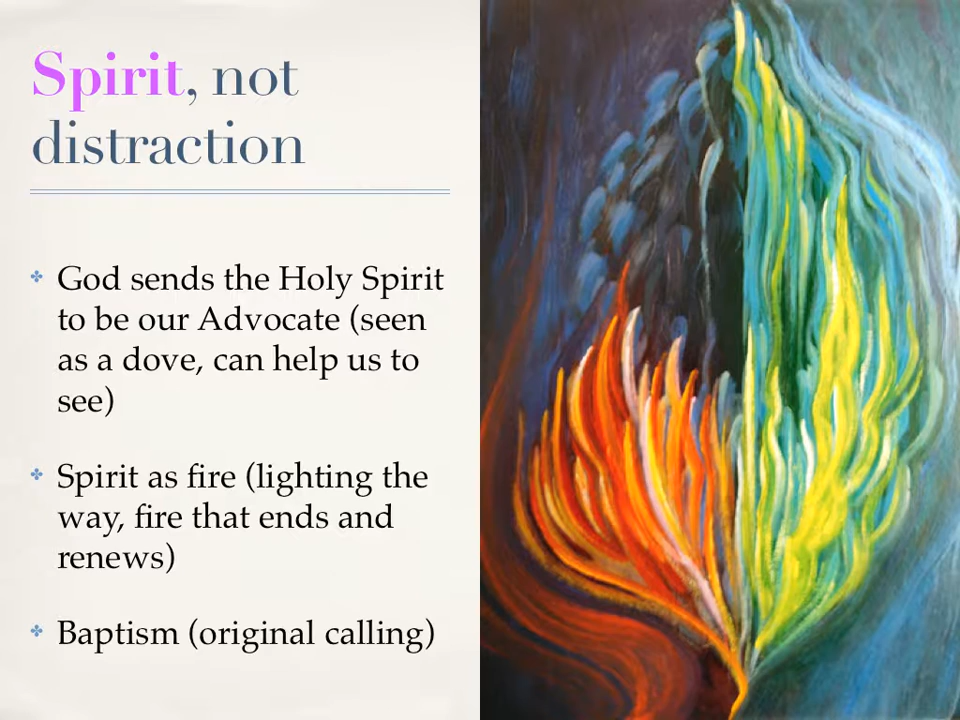 Spirit, not
distraction
God sends the Holy Spirit
to be our Advocate (seen
as a dove, can help us to
see)
Spirit as fire (lighting the
way, fire that ends and
renews)
Baptism (original calling)